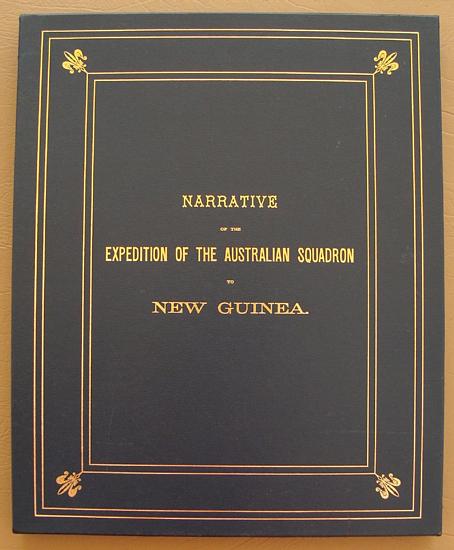 NARRATIVE
OF THE
EXPEDITION OF THE AUSTRALIAN SQUADRON
TO
NEW GUINEA.